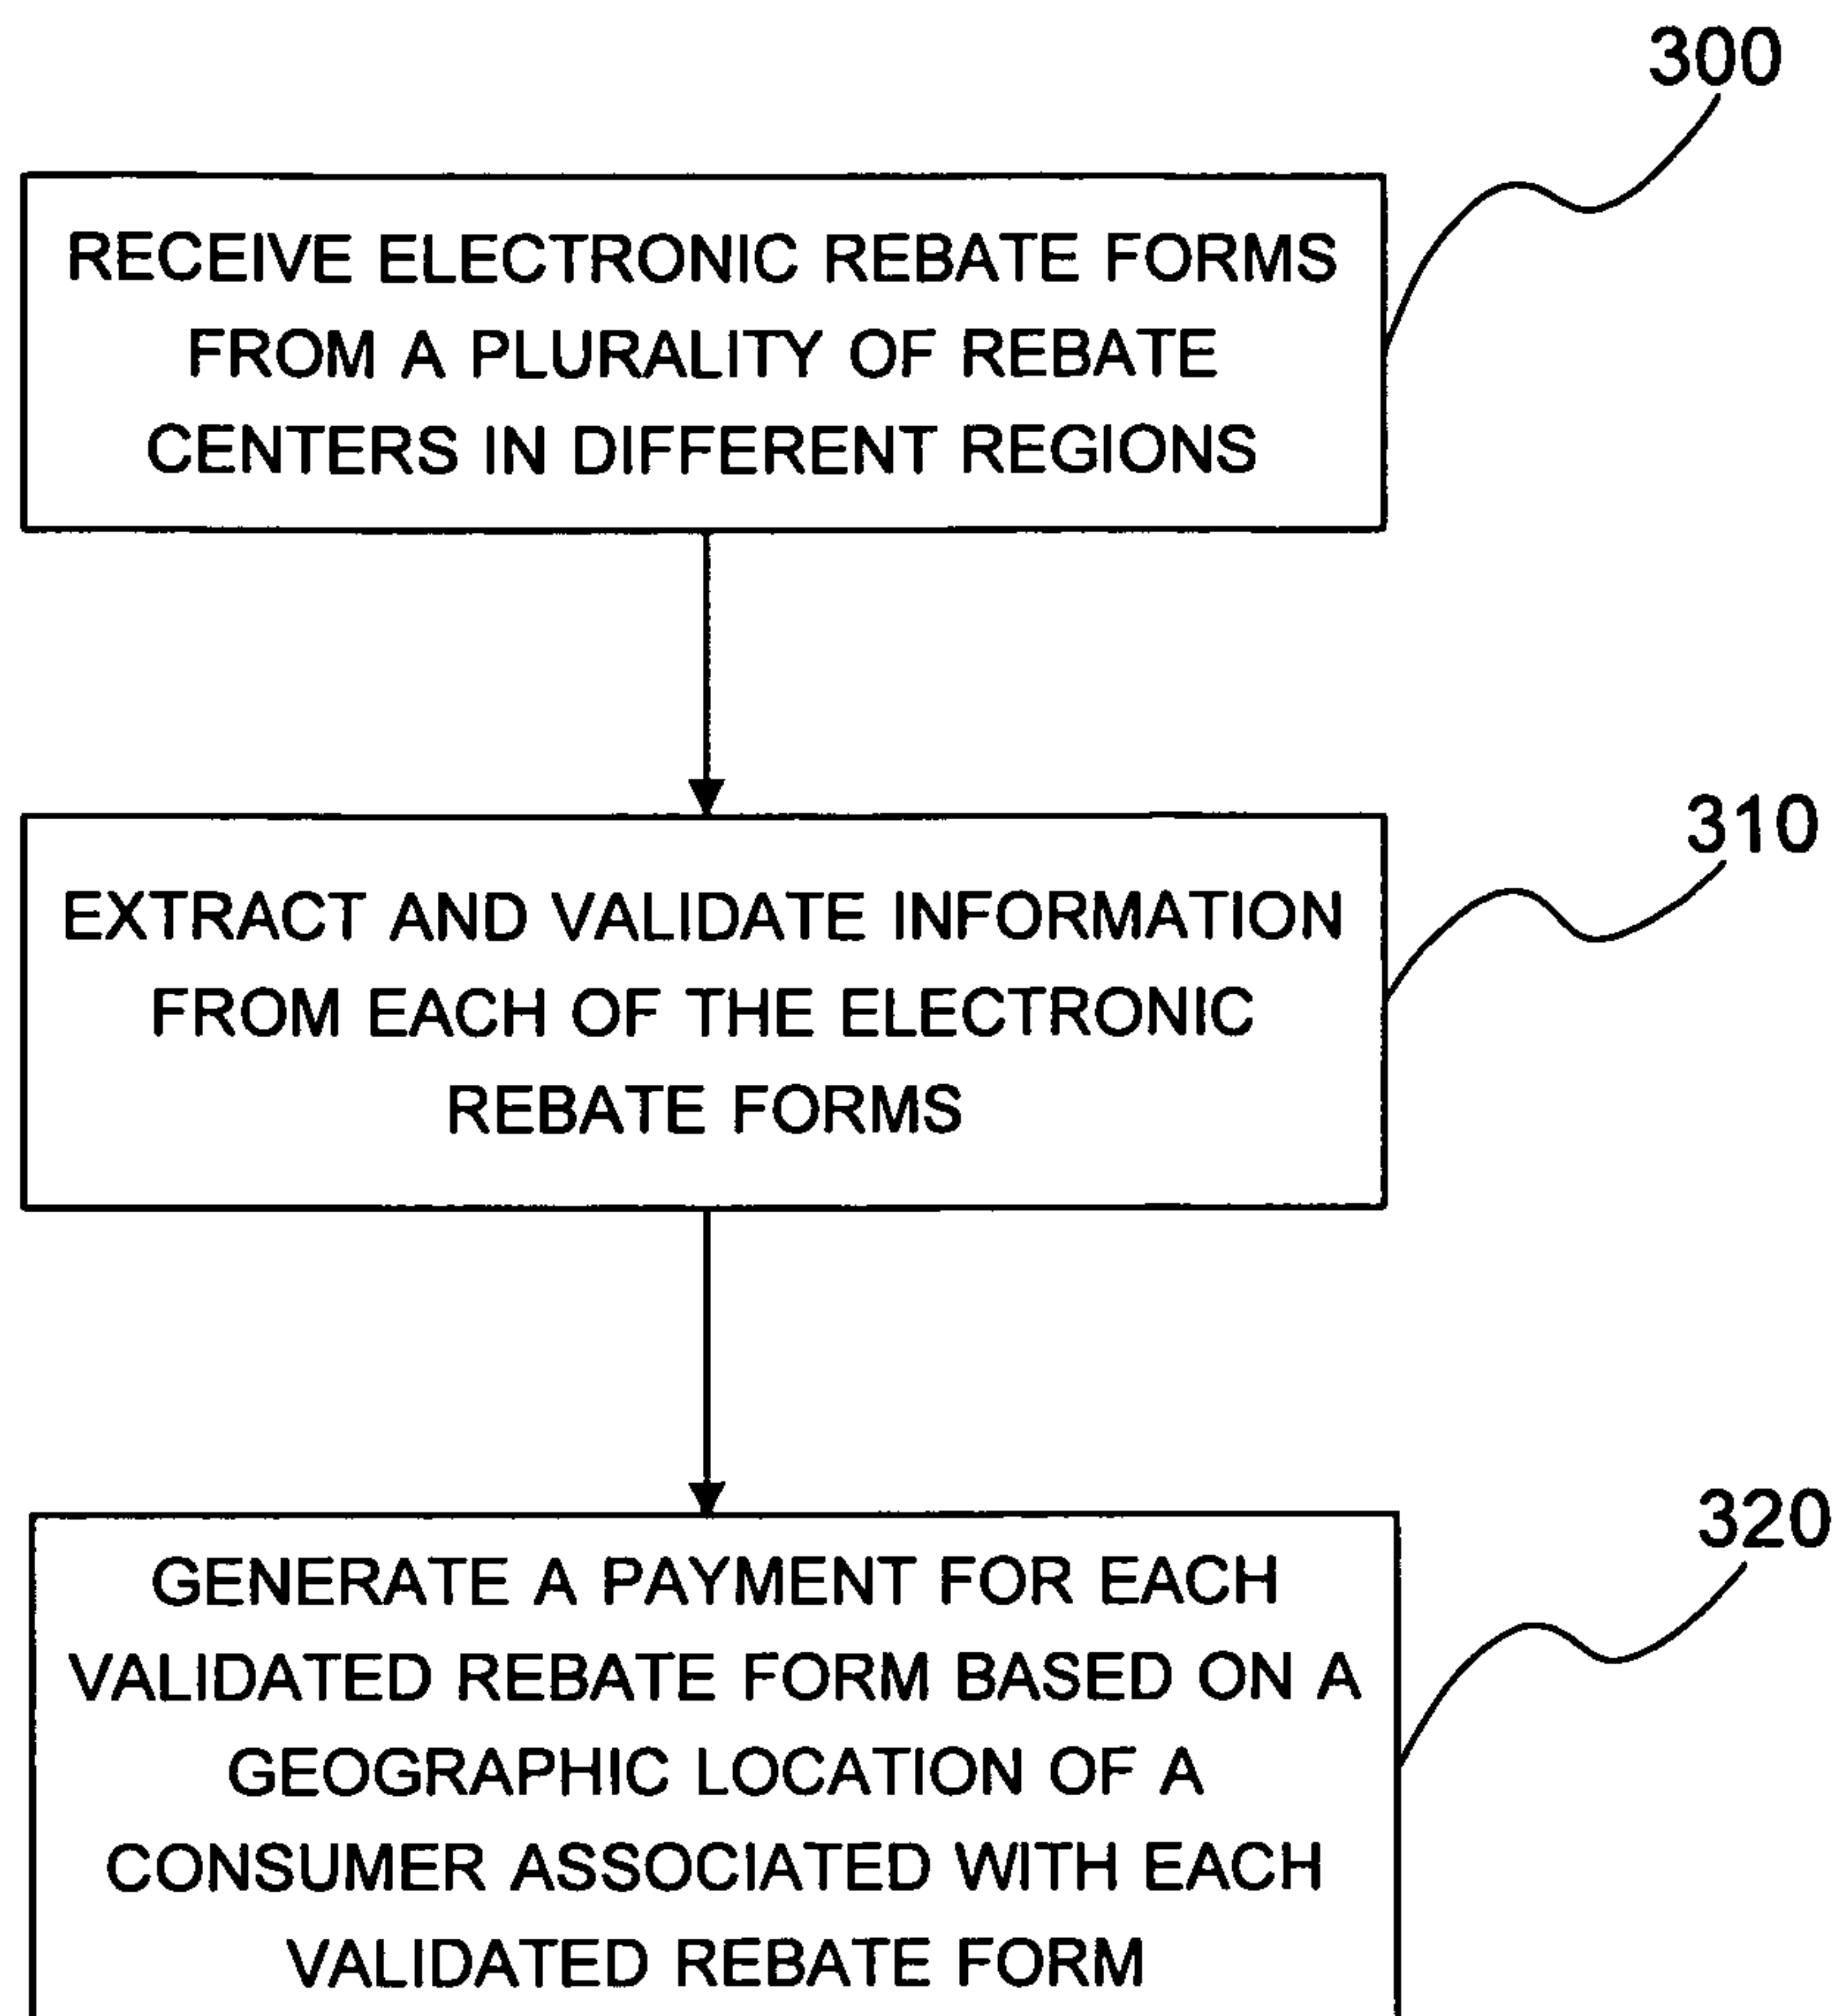 300
RECEIVE ELECTRONIC REBATE FORMS
FROM A PLURALITY OF REBATE
CENTERS IN DIFFERENT REGIONS
310
EXTRACT AND VALIDATE INFORMATION
FROM EACH OF THE ELECTRONIC
REBATE FORMS
320
GENERATE A PAYMENT FOR EACH
VALIDATED REBATE FORM BASED ON A
GEOGRAPHIC LOCATION OF A
CONSUMER ASSOCIATED WITH EACH
VALIDATED REBATE FORM